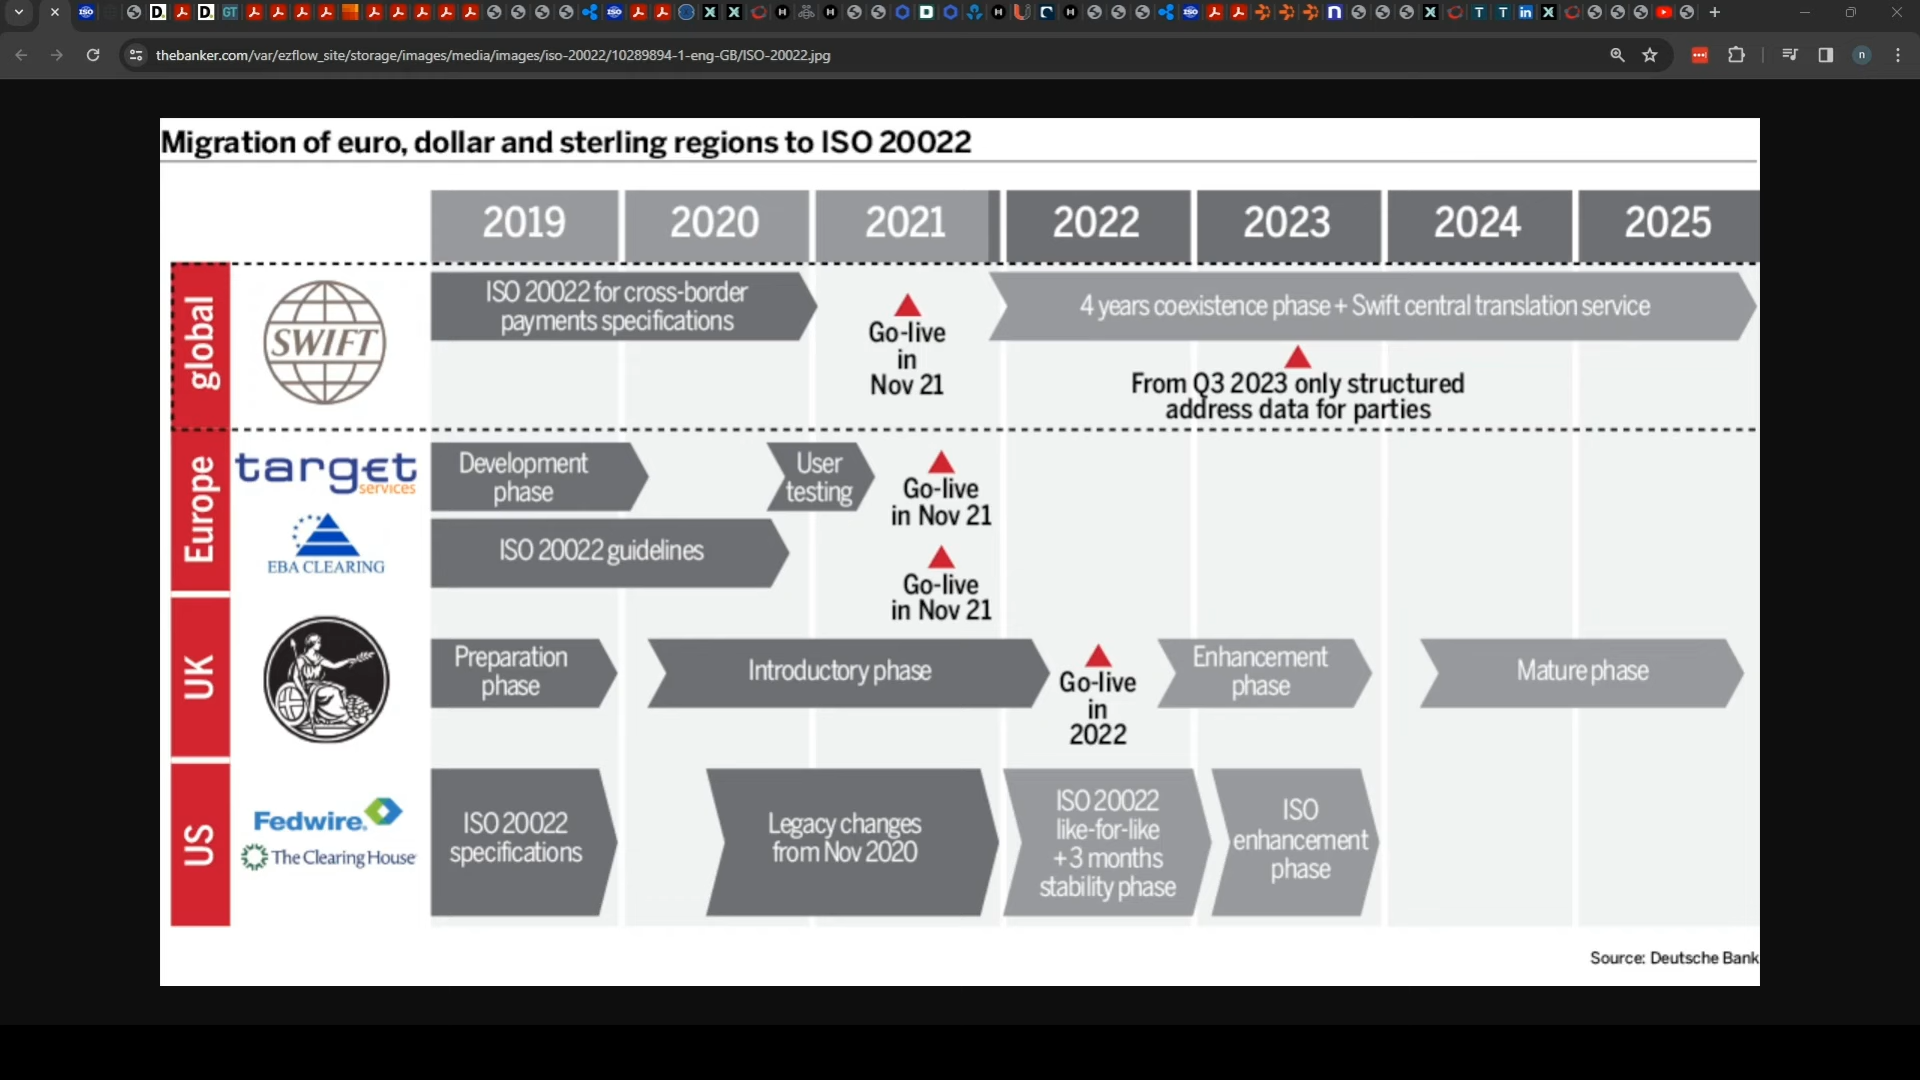 thebanker.com/var/ezflow_site/storage/images/media/images/iso-20022/10289894-1-eng-GB/ISO-20022.jpg
Migration of euro, dollar and sterling regions to ISO 20022
2019
2020
2021
2022
2023
2024
2025
global
SWIFT
ISO 20022 for cross-border
payments specifications
Go-live
in
Nov 21
4 years coexistence phase + Swift central translation service
From Q3 2023 only structured
address data for parties
Europe
target
services
EBA CLEARING
Development
phase
User
testing
Go-live
in Nov 21
ISO 20022 guidelines
Go-live
in Nov 21
UK
Preparation
phase
Introductory phase
Go-live
in
2022
Enhancement
phase
Mature phase
US
Fedwire
The Clearing House
ISO 20022
specifications
Legacy changes
from Nov 2020
ISO 20022
like-for-like
+3 months
stability phase
ISO
enhancement
phase
Source: Deutsche Bank